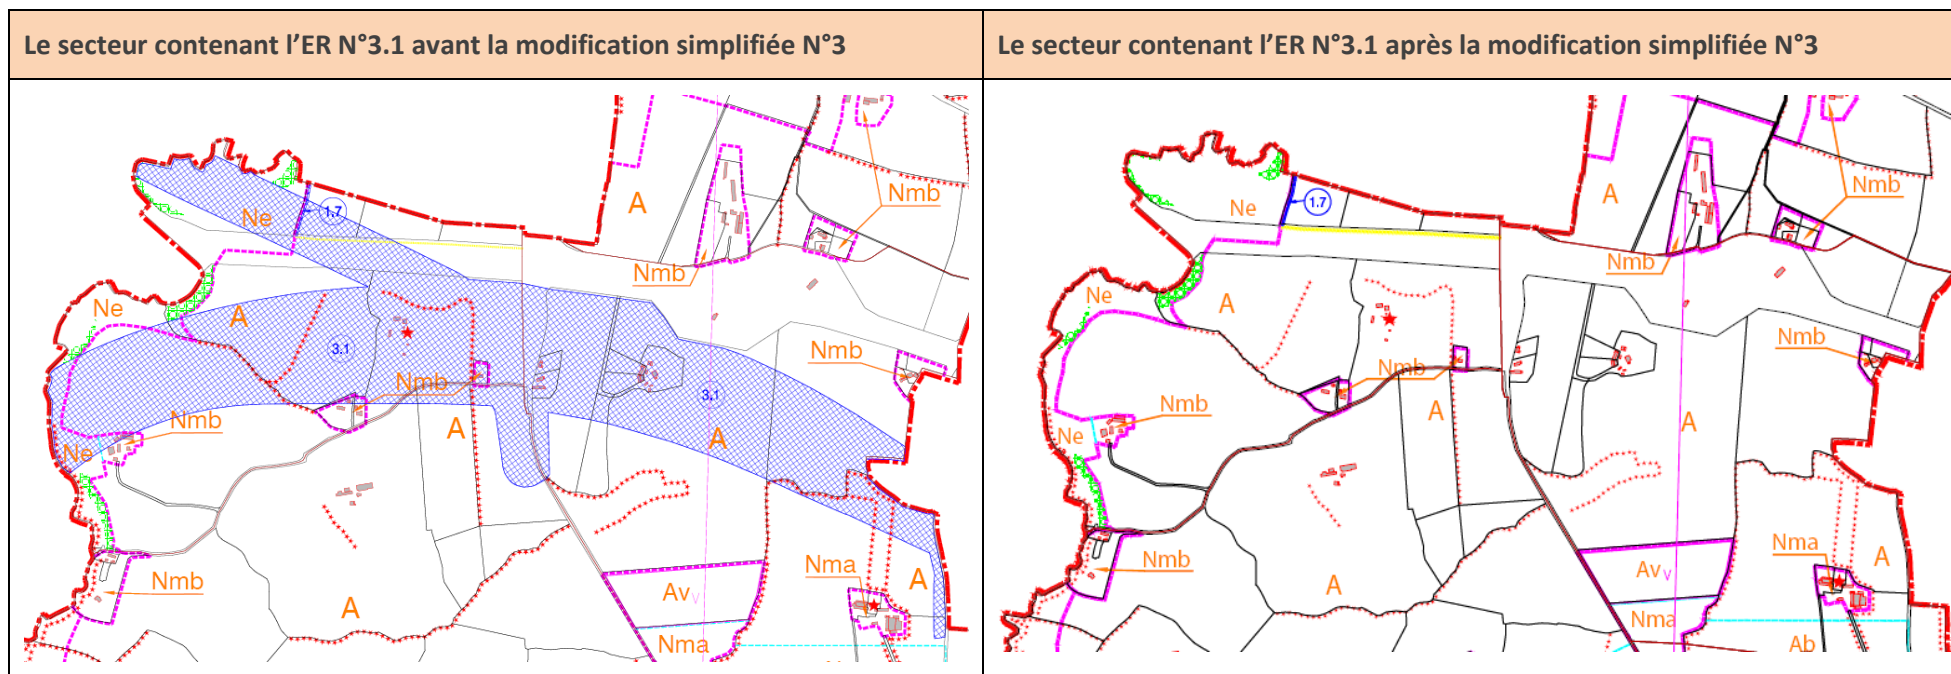 Le secteur contenant l’ER N°3.1 avant la modification simplifiée N°3
Le secteur contenant l’ER N°3.1 après la modification simplifiée N°3
Nmb
A
Ne
1.7
Nmb
Nmb
Ne
A
3.1
Nmb
Nmb
3.1
A
A
Nmb
Ne
Nmb
A
Av
V
Nma
Nma
A
Nmb
A
Ne
1.7
Nmb
Nmb
Ne
A
Nmb
Nmb
A
A
Nmb
Ne
Nmb
A
Av
V
Nma
Nma
A
Ab